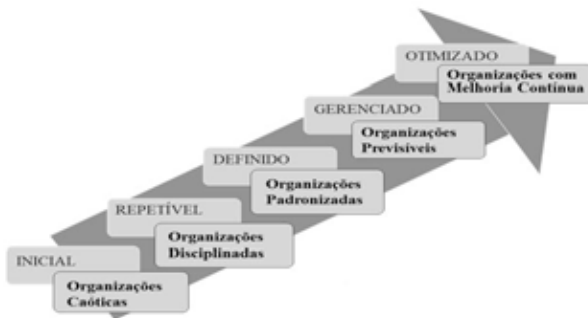 OTIMIZADO
Organizações com
Melhoria Contínua
GERENCIADO
Organizações
Previsíveis
DEFINIDO
Organizações
Padronizadas
REPETÍVEL
Organizações
Disciplinadas
INICIAL
Organizações
Caóticas